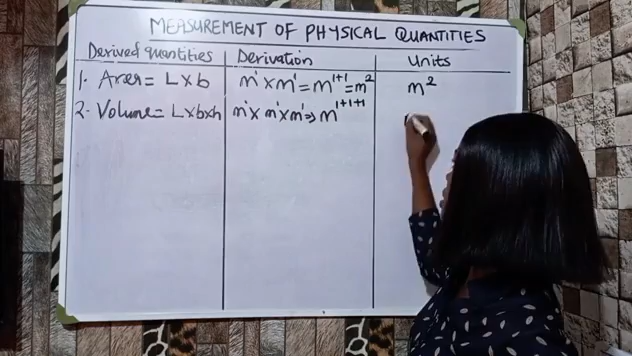 MEASUREMENT OF PHYSICAL QUANTITIES
Derived quantities Derivation Units
1. Area = L x b m¹ x m¹ = m¹⁺¹ = m² m²
2. Volume = L x b x h m¹ x m¹ x m¹ ⇒ m¹⁺¹⁺¹